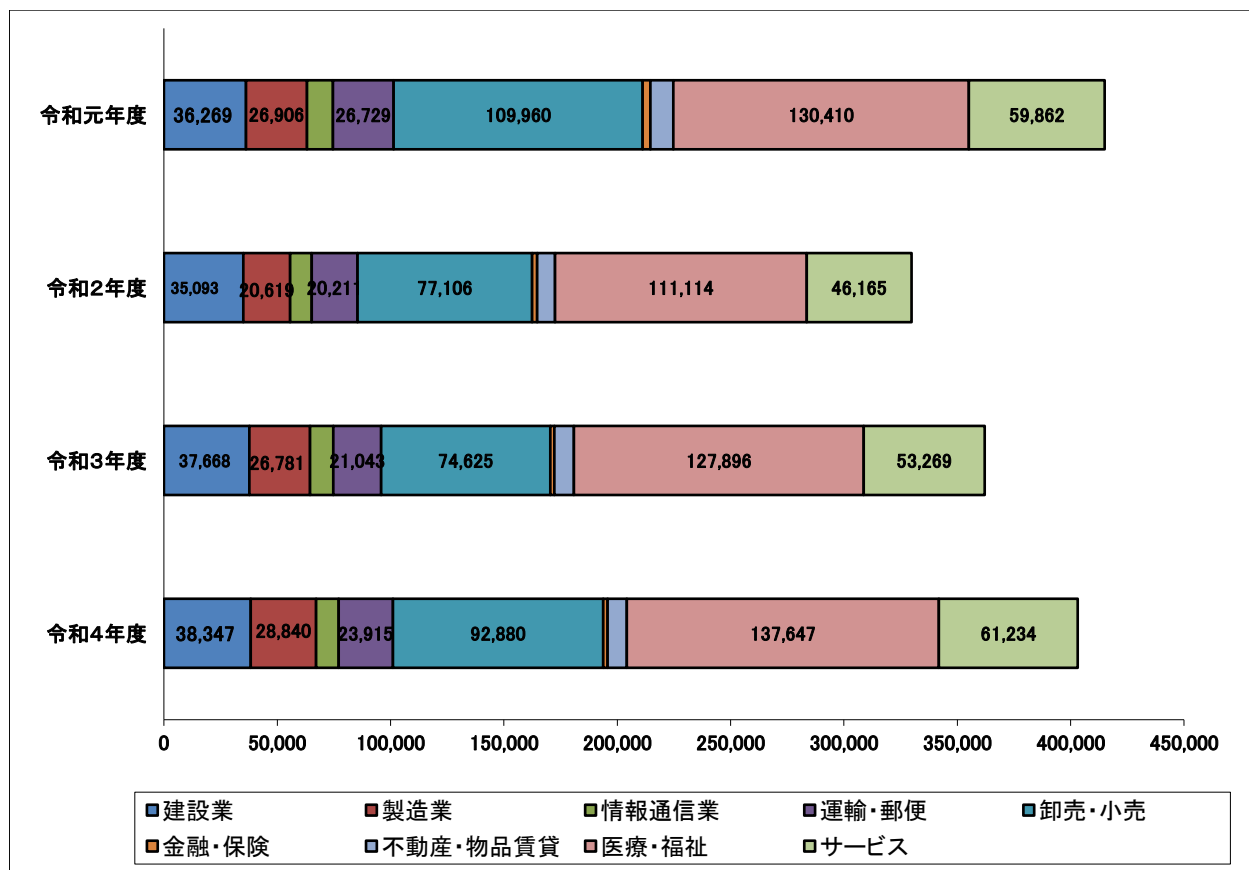 令和元年度 36,269 26,906 26,729 109,960 130,410 59,862
令和2年度 35,093 20,619 20,211 77,106 111,114 46,165
令和3年度 37,668 26,781 21,043 74,625 127,896 53,269
令和4年度 38,347 28,840 23,915 92,880 137,647 61,234
0 50,000 100,000 150,000 200,000 250,000 300,000 350,000 400,000 450,000
建設業 製造業 情報通信業 運輸・郵便 卸売・小売
金融・保険 不動産・物品賃貸 医療・福祉 サービス